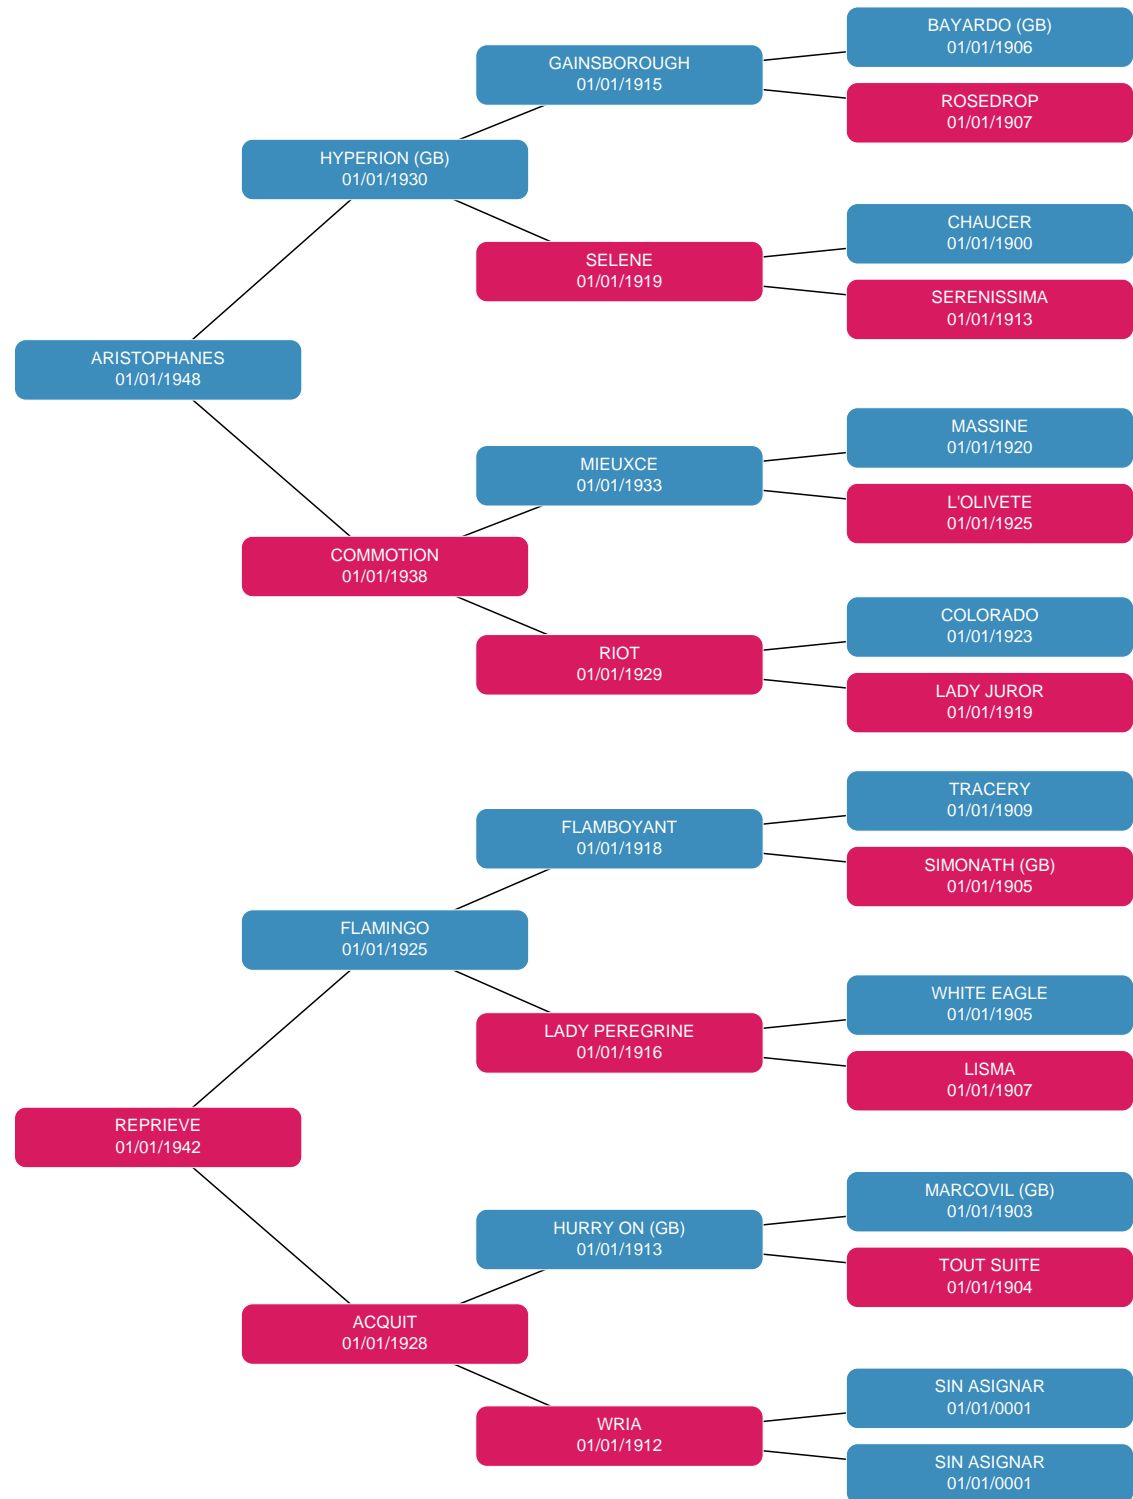 BAYARDO (GB)
01/01/1906
GAINSBOROUGH
01/01/1915
ROSEDROP
01/01/1907
HYPERION (GB)
01/01/1930
CHAUCER
01/01/1900
SELENE
01/01/1919
SERENISSIMA
01/01/1913
ARISTOPHANES
01/01/1948
MASSINE
01/01/1920
MIEUXCE
01/01/1933
L'OLIVETE
01/01/1925
COMMOTION
01/01/1938
COLORADO
01/01/1923
RIOT
01/01/1929
LADY JUROR
01/01/1919
TRACERY
01/01/1909
FLAMBOYANT
01/01/1918
SIMONATH (GB)
01/01/1905
FLAMINGO
01/01/1925
WHITE EAGLE
01/01/1905
LADY PEREGRINE
01/01/1916
LISMA
01/01/1907
REPRIEVE
01/01/1942
MARCOVIL (GB)
01/01/1903
HURRY ON (GB)
01/01/1913
TOUT SUITE
01/01/1904
ACQUIT
01/01/1928
SIN ASIGNAR
01/01/0001
WRIA
01/01/1912
SIN ASIGNAR
01/01/0001